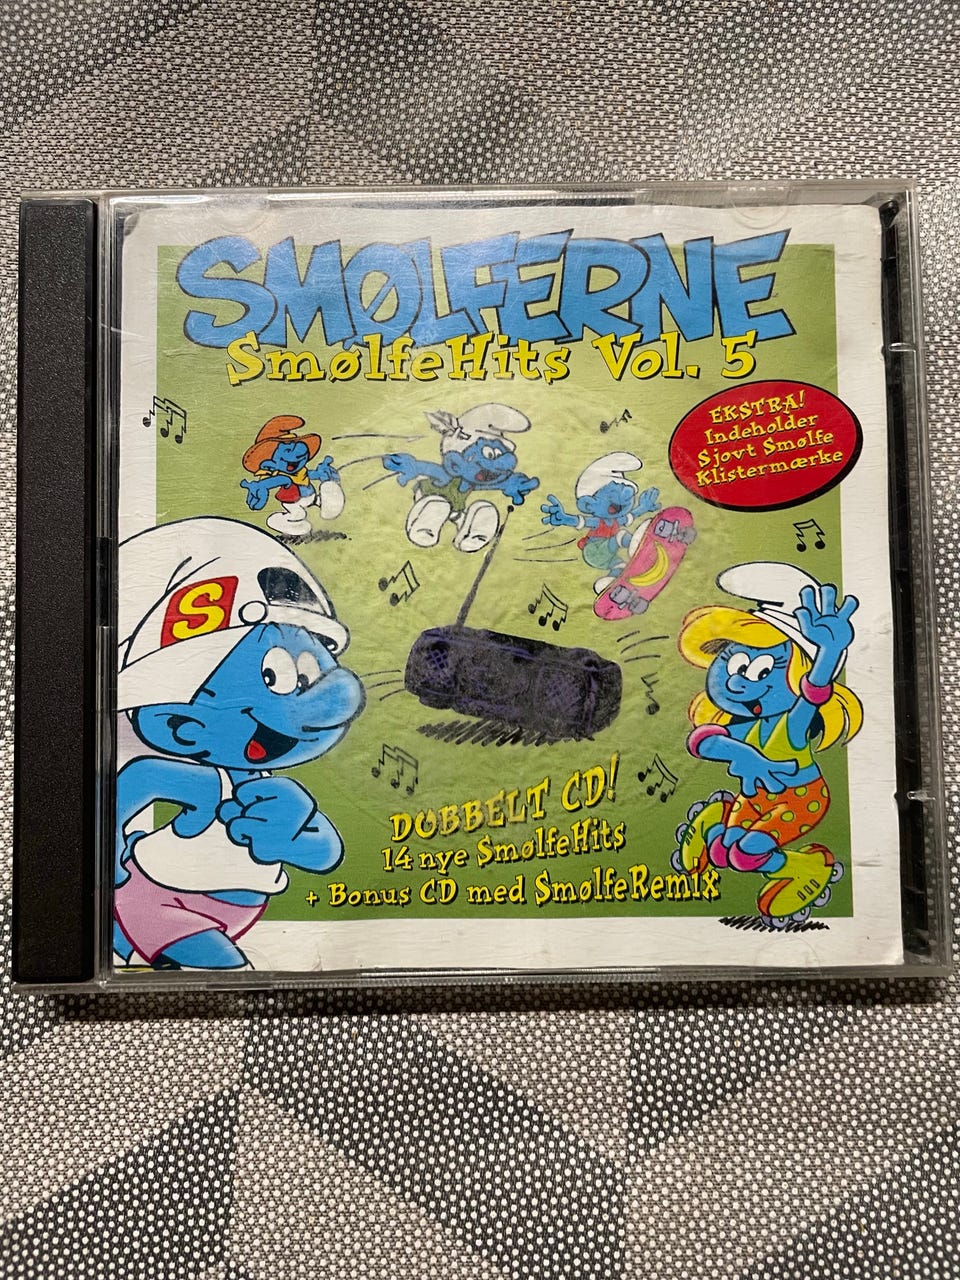 SMØLFERNE
SmølfeHits Vol. 5
EKSTRA!
Indeholder
Sjovt Smølfe
Klistermærke
S
DOBBELT CD!
14 nye SmølfeHits
+ Bonus CD med SmølfeRemix